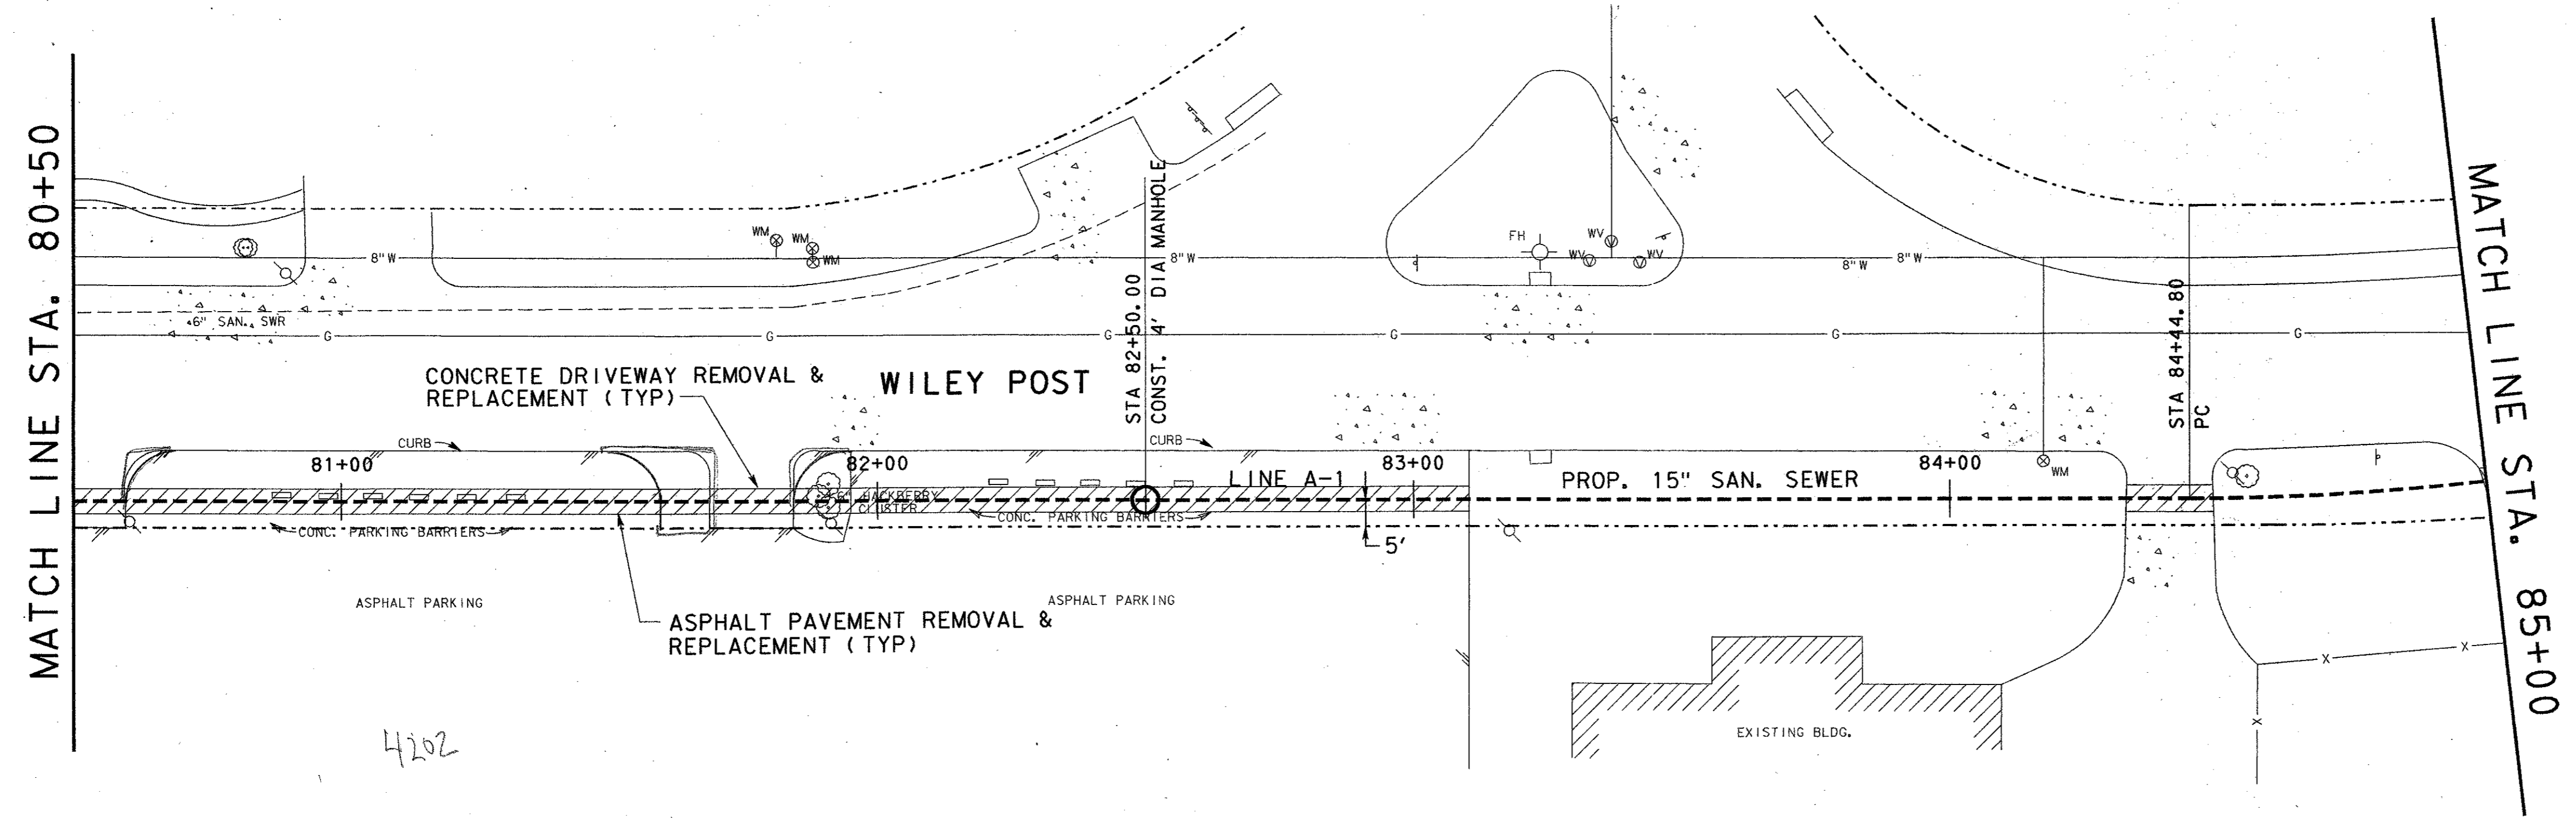 MATCH LINE STA. 80+50
WM
WM
WM
FH
WV
WV
WV
8" W
8" W
8" W
8" W
6" SAN. SWR
G
G
G
G
G
G
STA 82+50.00
CONST. 4' DIA MANHOLE
STA 84+44.80
PC
CONCRETE DRIVEWAY REMOVAL &
REPLACEMENT (TYP)
WILEY POST
CURB
CURB
81+00
82+00
83+00
84+00
LINE A-1
PROP. 15" SAN. SEWER
WM
6" HACKBERRY
CLUSTER
CONC. PARKING BARRIERS
CONC. PARKING BARRIERS
5'
ASPHALT PARKING
ASPHALT PARKING
ASPHALT PAVEMENT REMOVAL &
REPLACEMENT (TYP)
X
X
X
EXISTING BLDG.
4202
MATCH LINE STA. 85+00